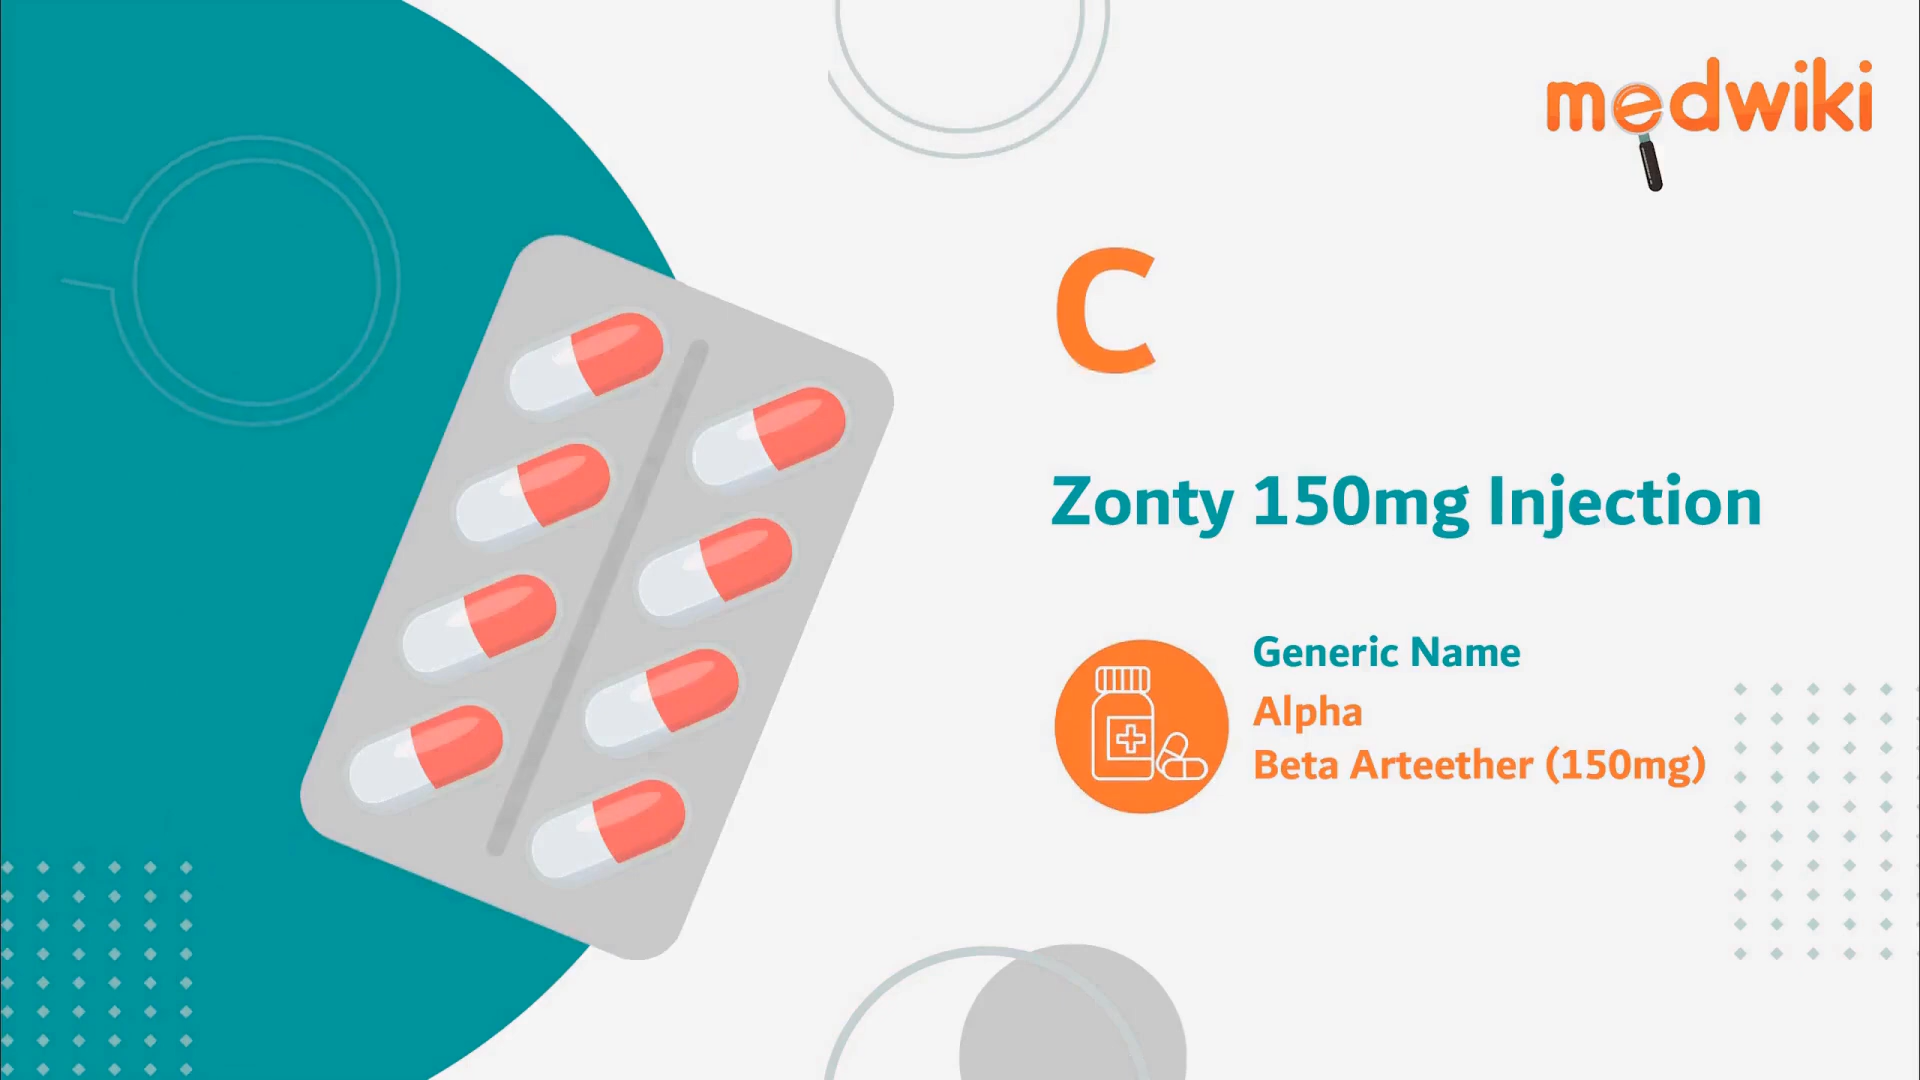 medwiki
C
Zonty 150mg Injection
Generic Name
Alpha
Beta Arteether (150mg)